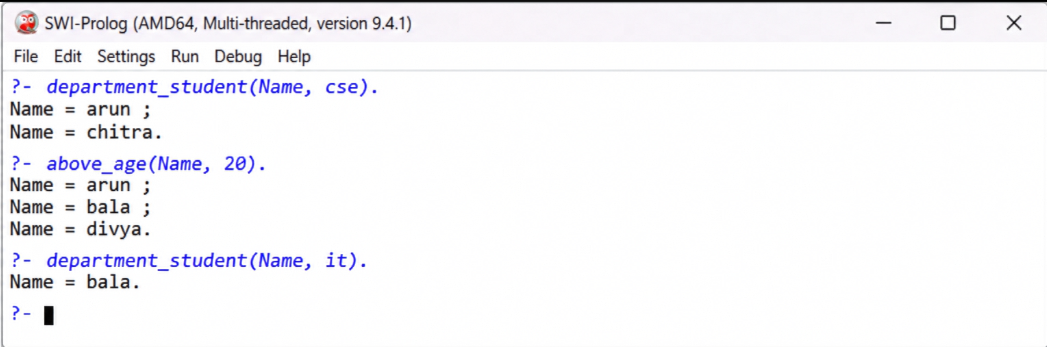 SWI-Prolog (AMD64, Multi-threaded, version 9.4.1)
File Edit Settings Run Debug Help
?- department_student(Name, cse).
Name = arun ;
Name = chitra.
?- above_age(Name, 20).
Name = arun ;
Name = bala ;
Name = divya.
?- department_student(Name, it).
Name = bala.
?-